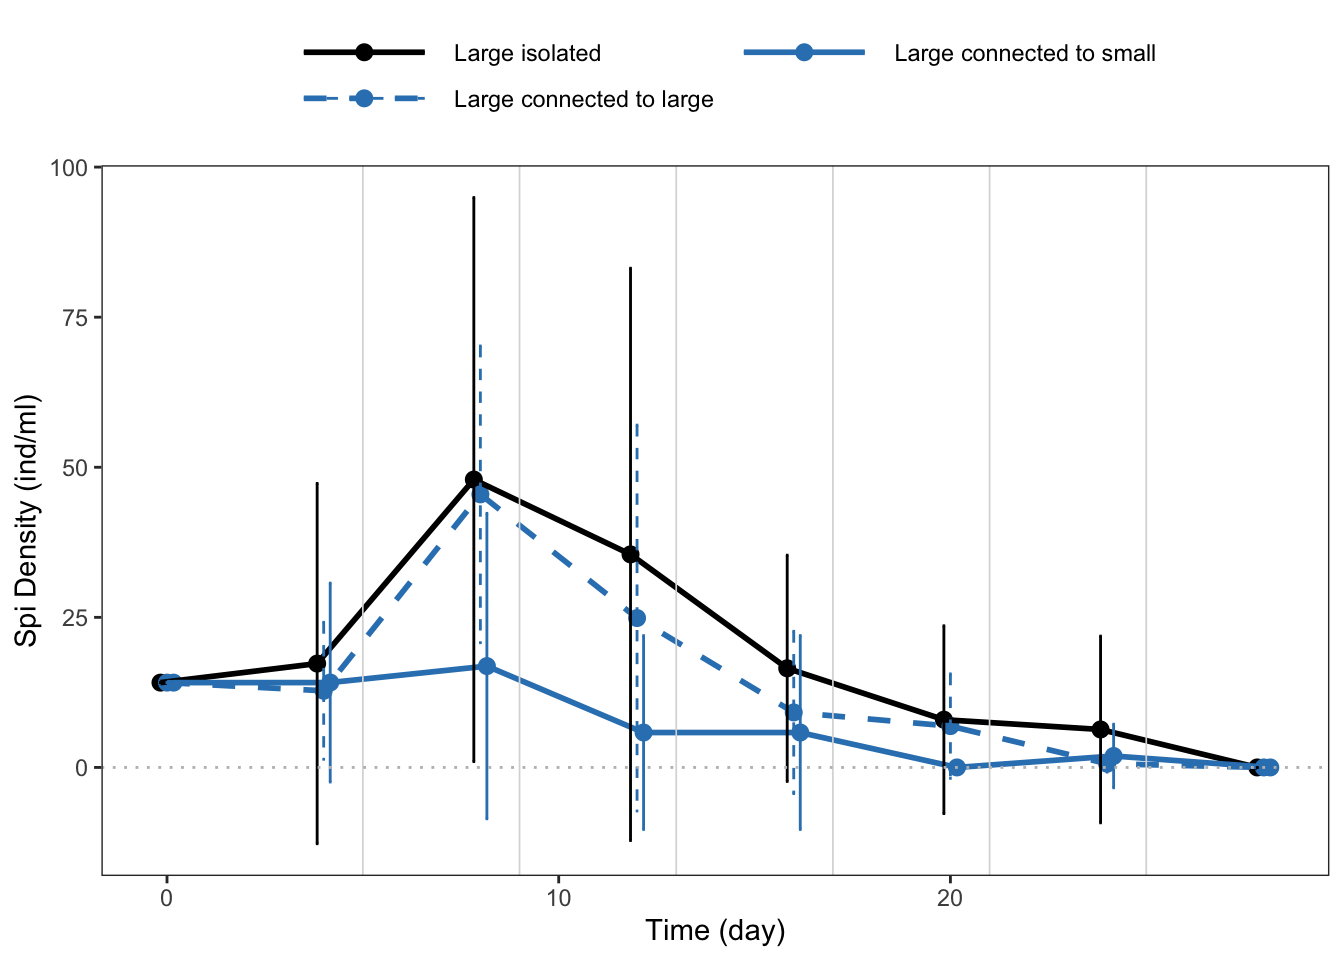 Large isolated
Large connected to small
Large connected to large
100
75
50
25
0
Spi Density (ind/ml)
0
10
20
Time (day)